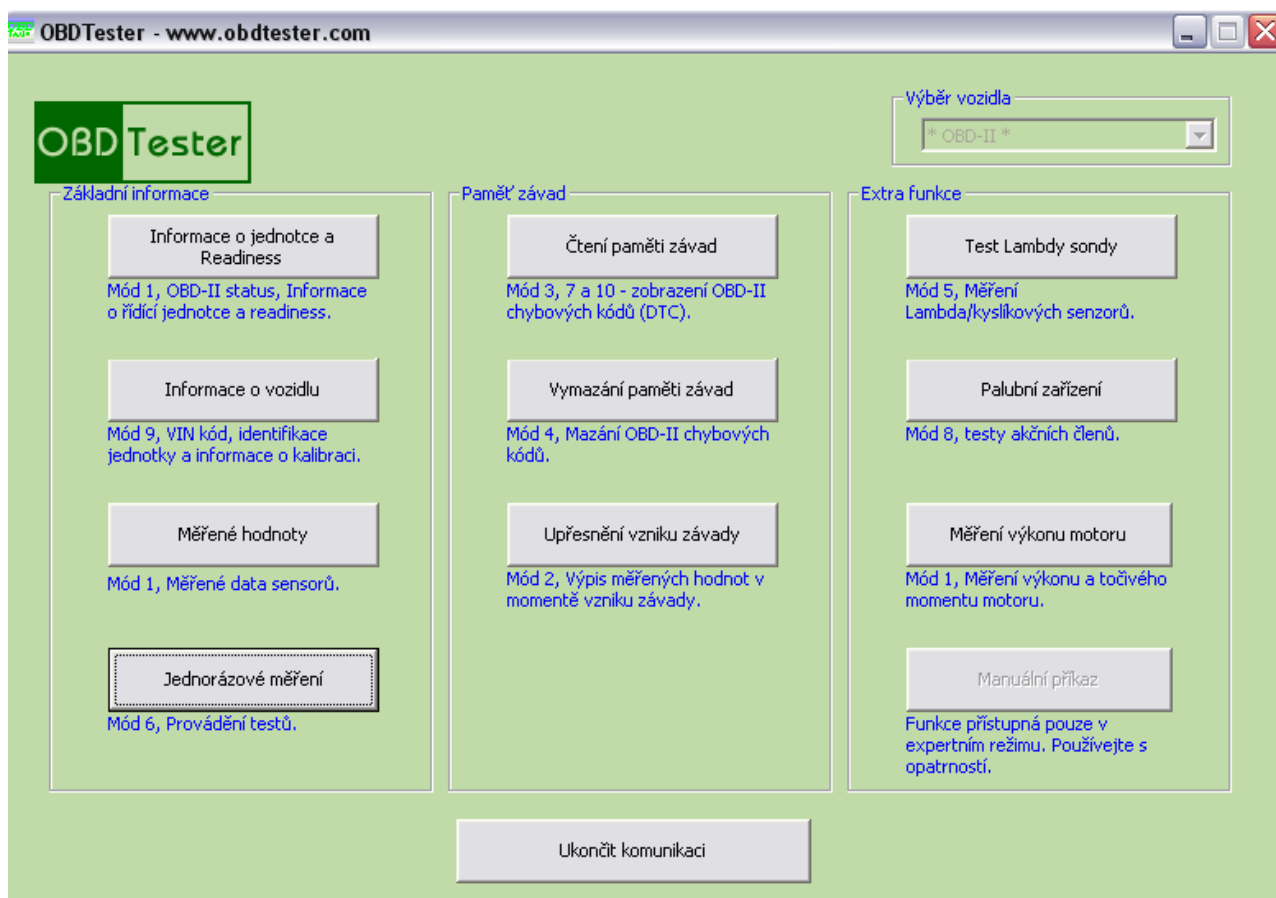 OBDTester - www.obdtester.com
OBD Tester
Výběr vozidla
* OBD-II *
Základní informace
Informace o jednotce a
Readiness
Mód 1, OBD-II status, Informace
o řídící jednotce a readiness.
Informace o vozidlu
Mód 9, VIN kód, identifikace
jednotky a informace o kalibraci.
Měřené hodnoty
Mód 1, Měřené data sensorů.
Jednorázové měření
Mód 6, Provádění testů.
Paměť závad
Čtení paměti závad
Mód 3, 7 a 10 - zobrazení OBD-II
chybových kódů (DTC).
Vymazání paměti závad
Mód 4, Mazání OBD-II chybových
kódů.
Upřesnění vzniku závady
Mód 2, Výpis měřených hodnot v
momentě vzniku závady.
Extra funkce
Test Lambdy sondy
Mód 5, Měření
Lambda/kyslíkových senzorů.
Palubní zařízení
Mód 8, testy akčních členů.
Měření výkonu motoru
Mód 1, Měření výkonu a točivého
momentu motoru.
Manuální příkaz
Funkce přístupná pouze v
expertním režimu. Používejte s
opatrností.
Ukončit komunikaci